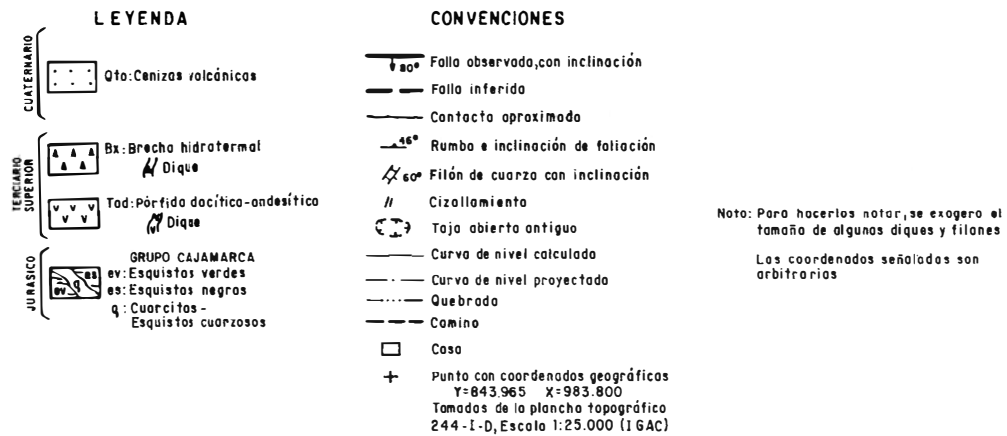 LEYENDA
CUATERNARIO
Qto: Cenizas volcánicas
TERCIARIO SUPERIOR
Bx: Brecha hidrotermal
Dique
Tad: Pórfido dacítico-andesítico
Dique
JURASICO
GRUPO CAJAMARCA
ev: Esquistos verdes
es: Esquistos negros
q: Cuarcitas-
Esquistos cuarzosos
es
q
ev
CONVENCIONES
80° Falla observada, con inclinación
Falla inferida
Contacto aproximado
46° Rumbo e inclinación de foliación
60° Filón de cuarzo con inclinación
Cizallamiento
Tajo abierto antiguo
Curva de nivel calculada
Curva de nivel proyectada
Quebrada
Camino
Casa
Punto con coordenadas geográficas
Y=843.965 X=983.800
Tomadas de la plancha topográfica
244-I-D, Escala 1:25.000 (IGAC)
Nota: Para hacerlos notar, se exageró el
tamaño de algunos diques y filones
Las coordenadas señaladas son
arbitrarias